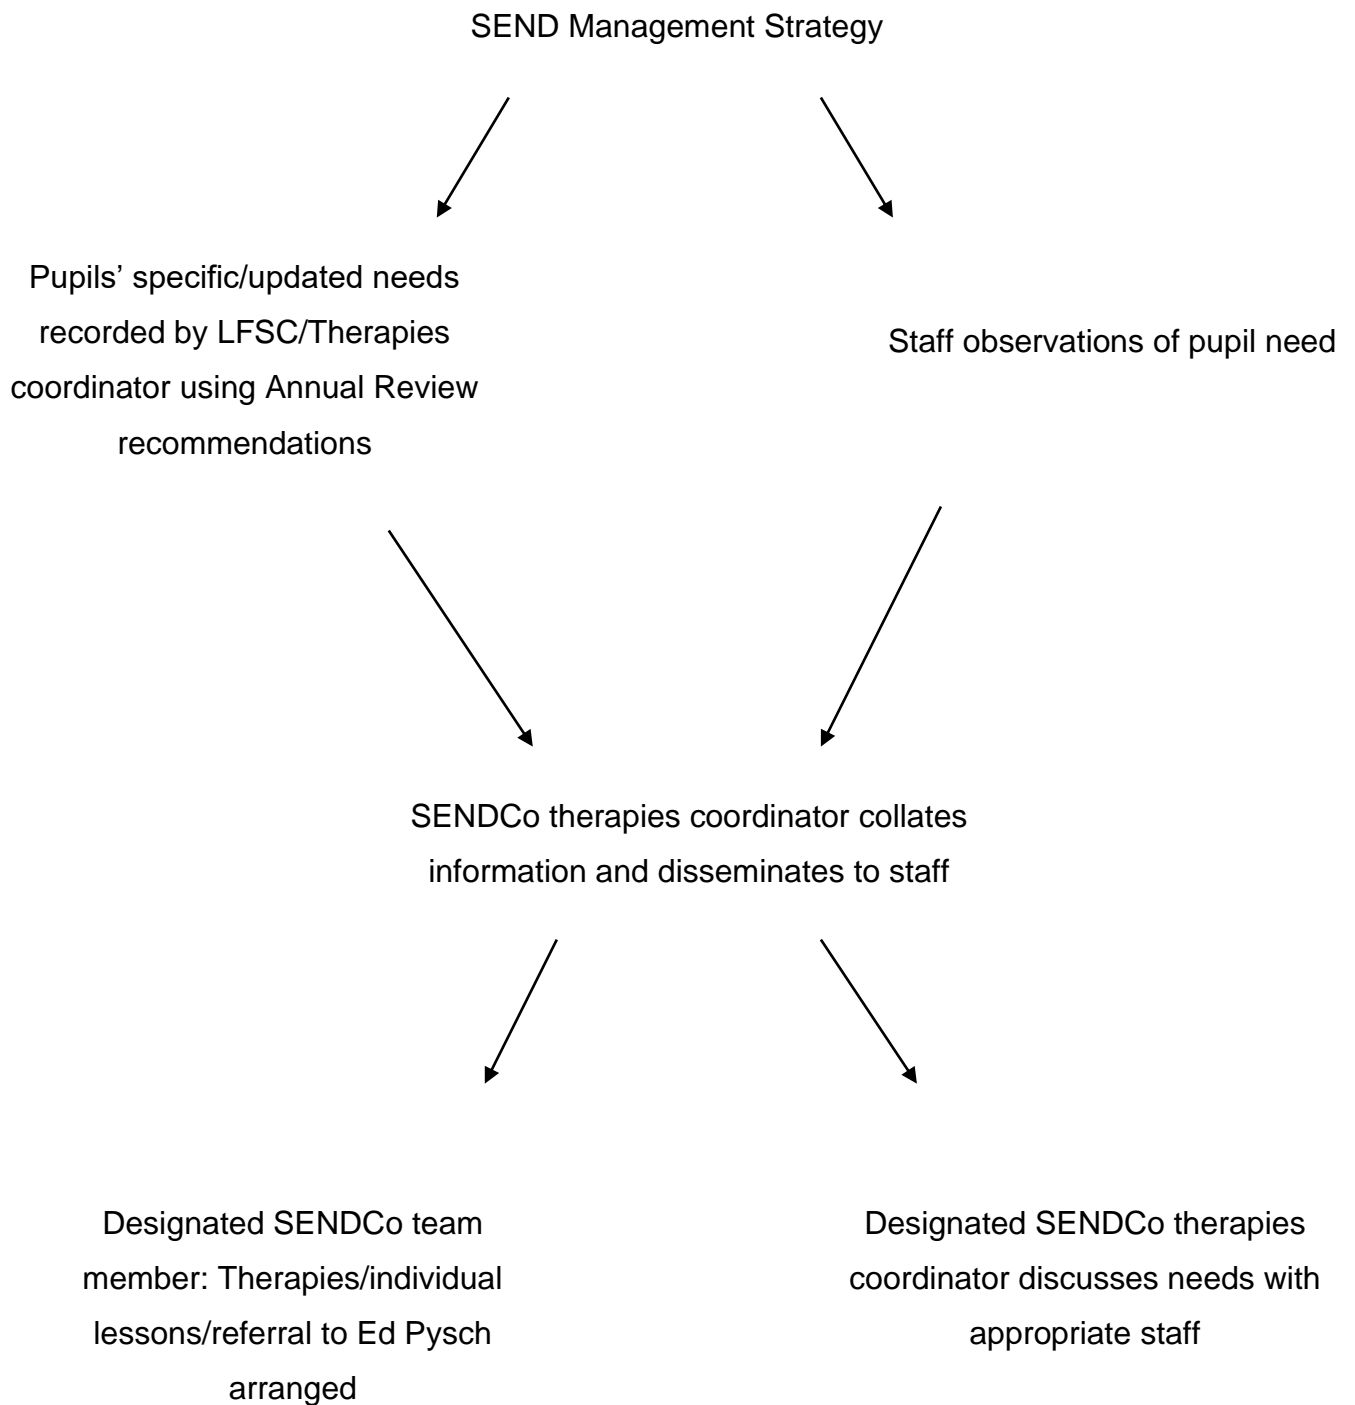 SEND Management Strategy
Pupils’ specific/updated needs
recorded by LFSC/Therapies
coordinator using Annual Review
recommendations
Staff observations of pupil need
SENDCo therapies coordinator collates
information and disseminates to staff
Designated SENDCo team
member: Therapies/individual
lessons/referral to Ed Pysch
arranged
Designated SENDCo therapies
coordinator discusses needs with
appropriate staff